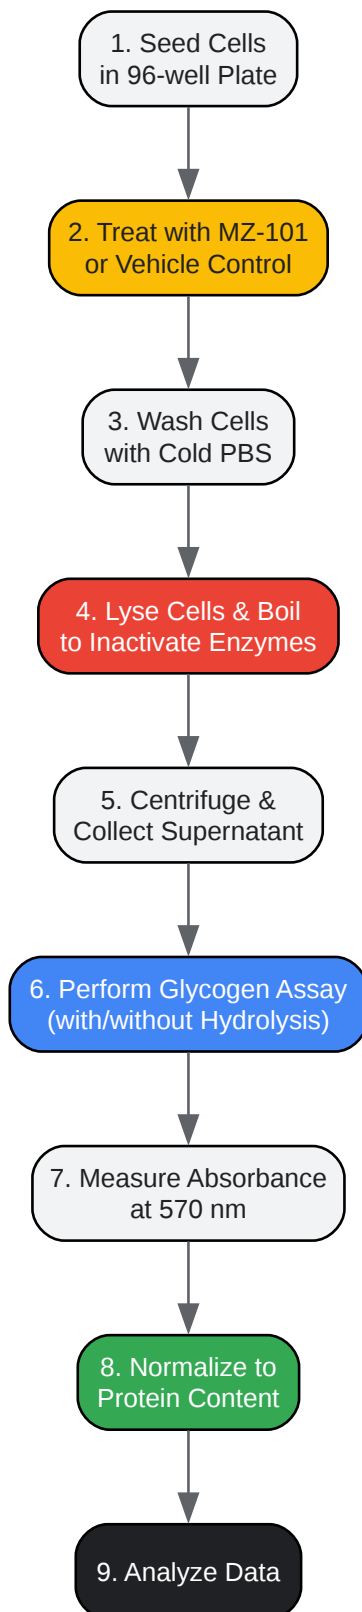 1. Seed Cells
in 96-well Plate
2. Treat with MZ-101
or Vehicle Control
3. Wash Cells
with Cold PBS
4. Lyse Cells & Boil
to Inactivate Enzymes
5. Centrifuge &
Collect Supernatant
6. Perform Glycogen Assay
(with/without Hydrolysis)
7. Measure Absorbance
at 570 nm
8. Normalize to
Protein Content
9. Analyze Data